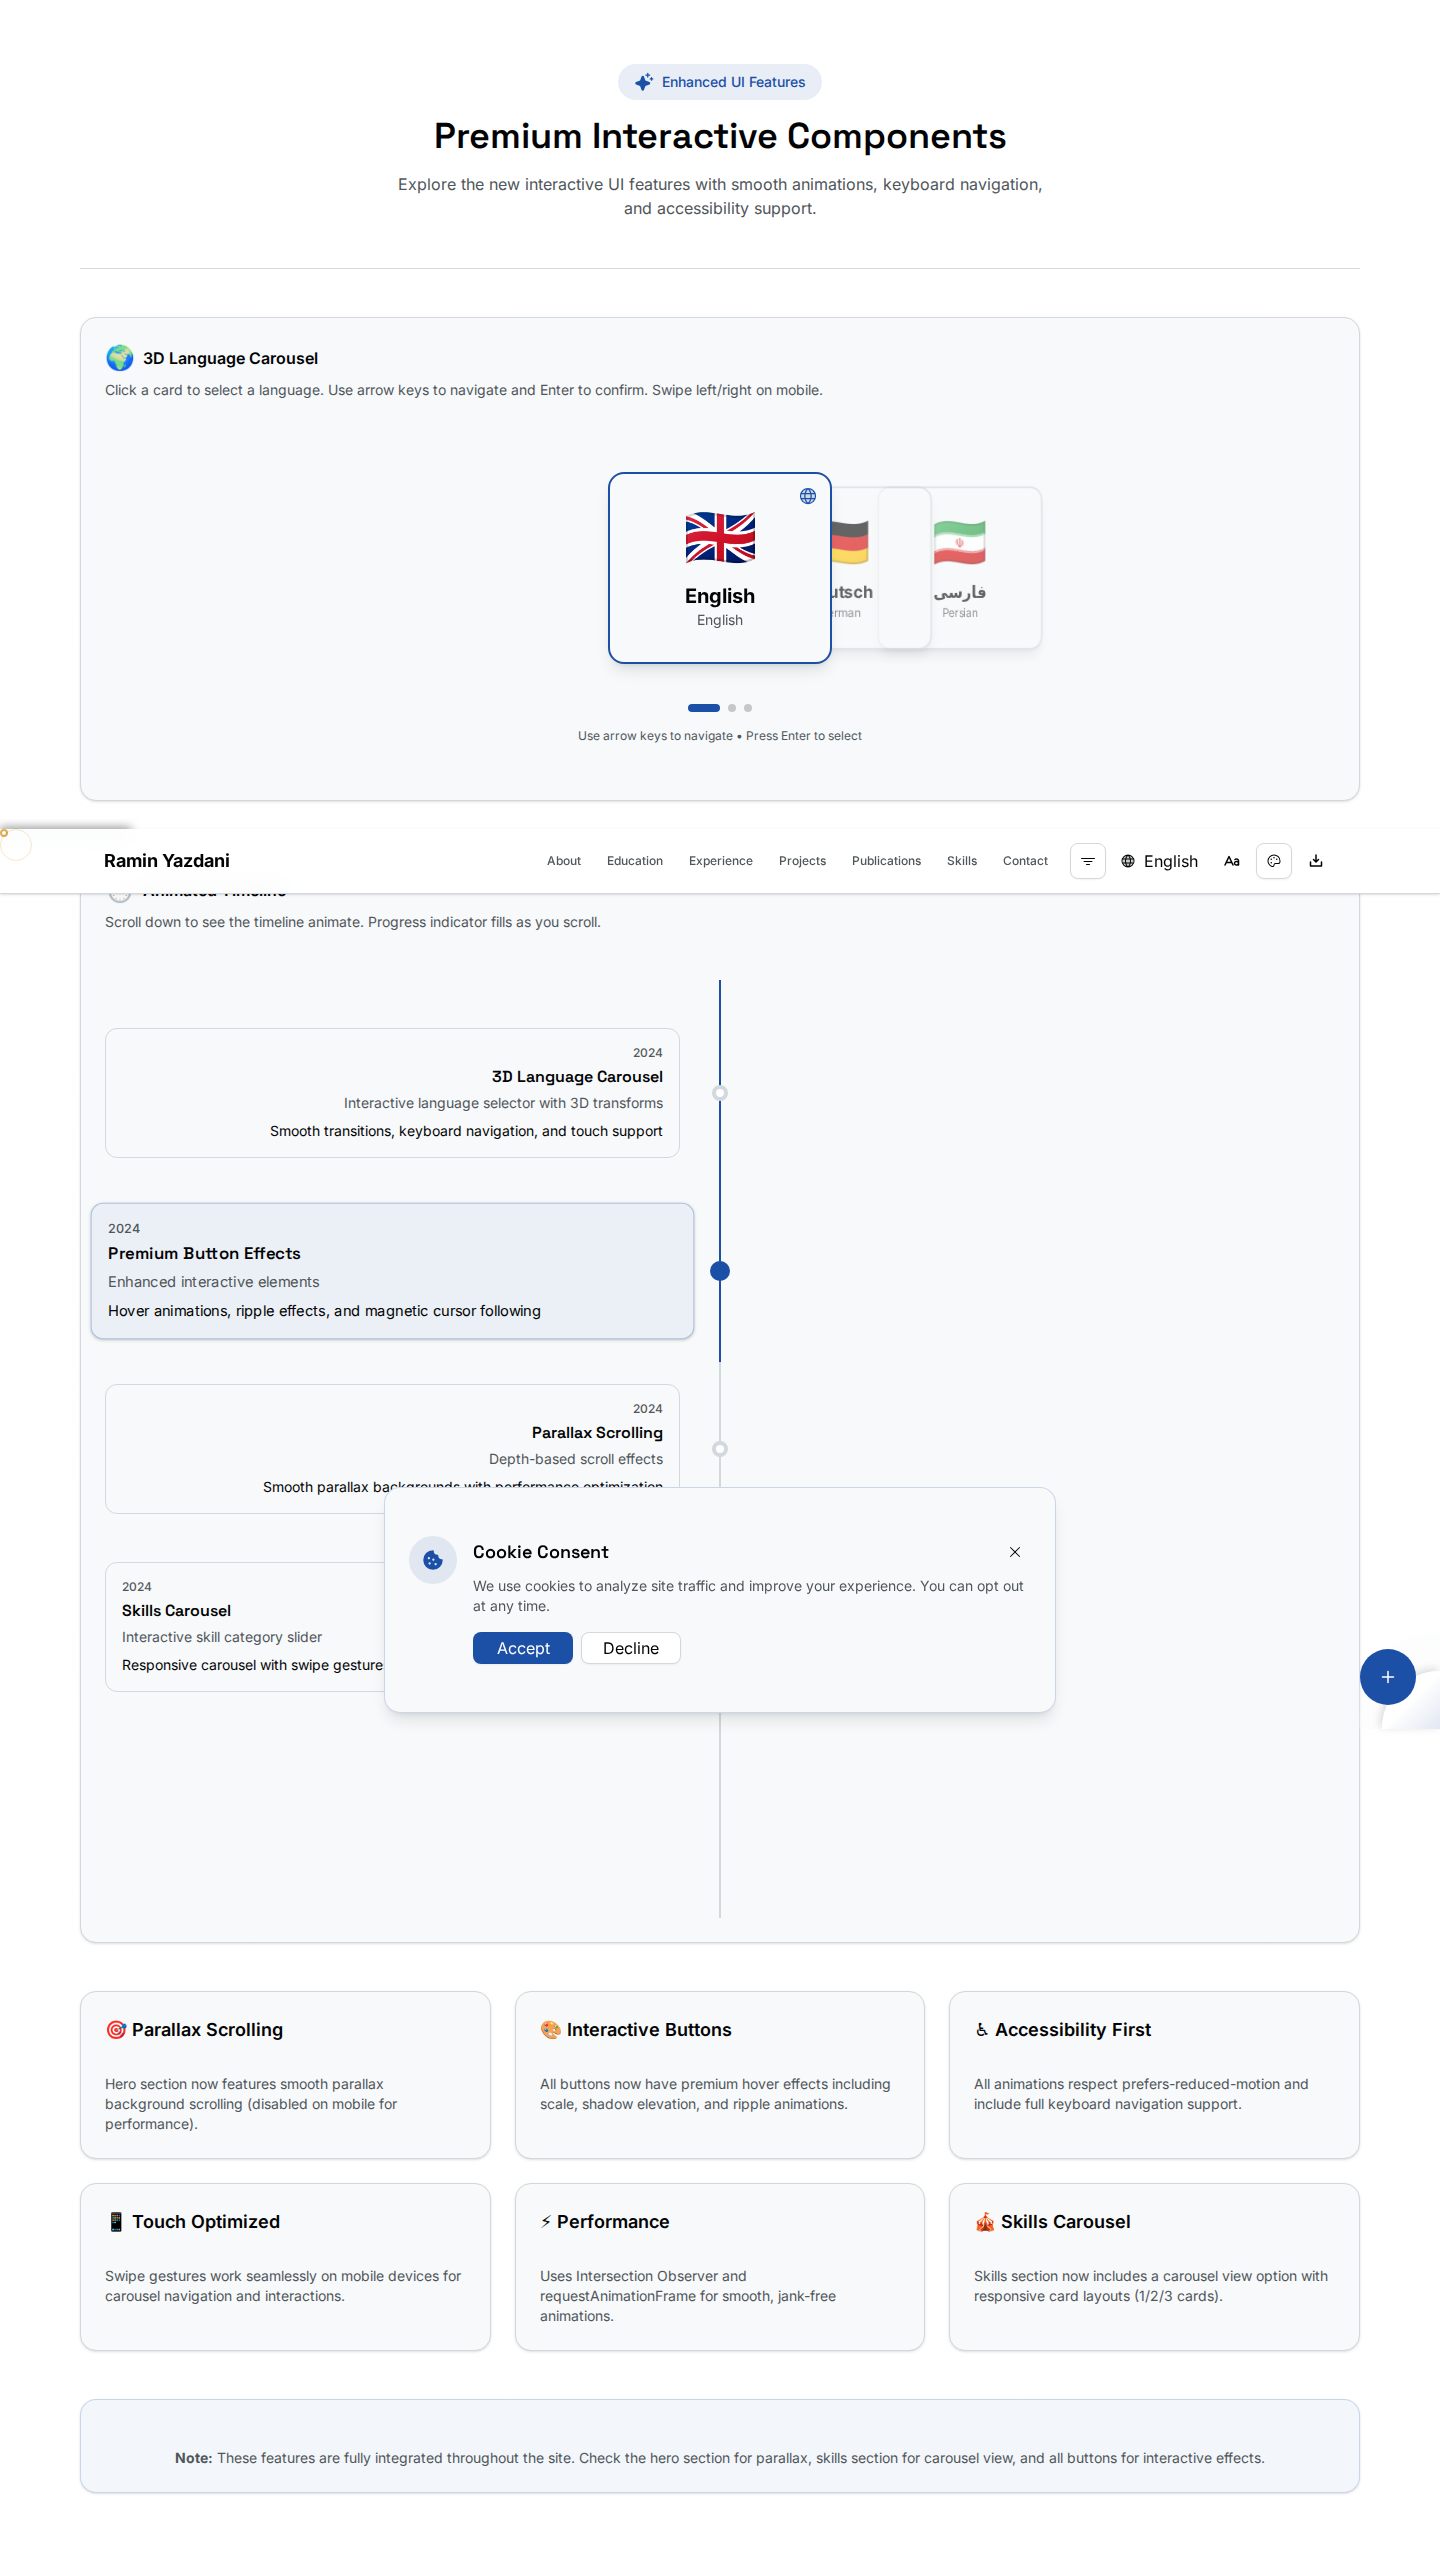 Enhanced UI Features
Premium Interactive Components
Explore the new interactive UI features with smooth animations, keyboard navigation,
and accessibility support.
3D Language Carousel
Click a card to select a language. Use arrow keys to navigate and Enter to confirm. Swipe left/right on mobile.
English
English
utsch
erman
فارسی
Persian
Use arrow keys to navigate • Press Enter to select
Ramin Yazdani
About
Education
Experience
Projects
Publications
Skills
Contact
English
Aa
Animated Timeline
Scroll down to see the timeline animate. Progress indicator fills as you scroll.
2024
3D Language Carousel
Interactive language selector with 3D transforms
Smooth transitions, keyboard navigation, and touch support
2024
Premium Button Effects
Enhanced interactive elements
Hover animations, ripple effects, and magnetic cursor following
2024
Parallax Scrolling
Depth-based scroll effects
Smooth parallax backgrounds with performance optimization
2024
Skills Carousel
Interactive skill category slider
Responsive carousel with swipe gesture
Cookie Consent
We use cookies to analyze site traffic and improve your experience. You can opt out
at any time.
Accept
Decline
Parallax Scrolling
Hero section now features smooth parallax
background scrolling (disabled on mobile for
performance).
Interactive Buttons
All buttons now have premium hover effects including
scale, shadow elevation, and ripple animations.
Accessibility First
All animations respect prefers-reduced-motion and
include full keyboard navigation support.
Touch Optimized
Swipe gestures work seamlessly on mobile devices for
carousel navigation and interactions.
Performance
Uses Intersection Observer and
requestAnimationFrame for smooth, jank-free
animations.
Skills Carousel
Skills section now includes a carousel view option with
responsive card layouts (1/2/3 cards).
Note: These features are fully integrated throughout the site. Check the hero section for parallax, skills section for carousel view, and all buttons for interactive effects.